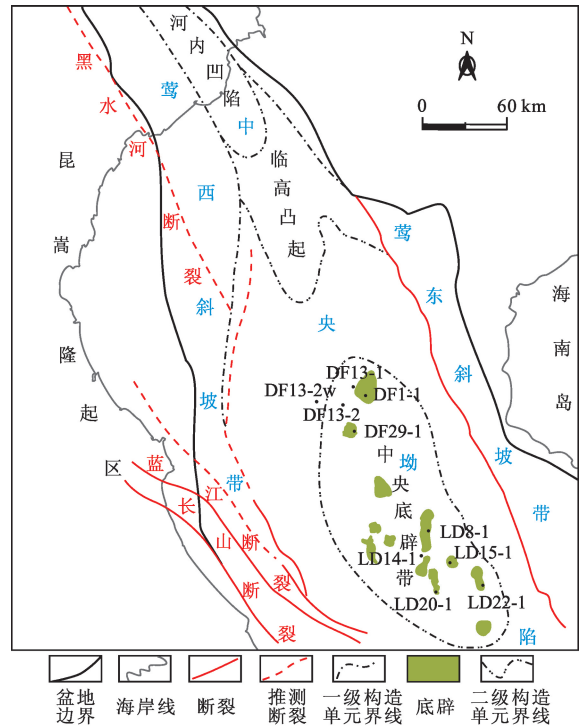 河内凹陷
黑水河断裂
莺西斜坡带
N
0 60 km
中央坳陷
临高凸起
昆嵩隆起区
莺东斜坡带
海南岛
DF13-1
DF13-2w
DF1-1
DF13-2
DF29-1
中央底辟带
蓝江断裂
长山断裂
LD8-1
LD14-1
LD15-1
LD20-1
LD22-1
盆地边界
海岸线
断裂
推测断裂
一级构造单元界线
底辟
二级构造单元界线